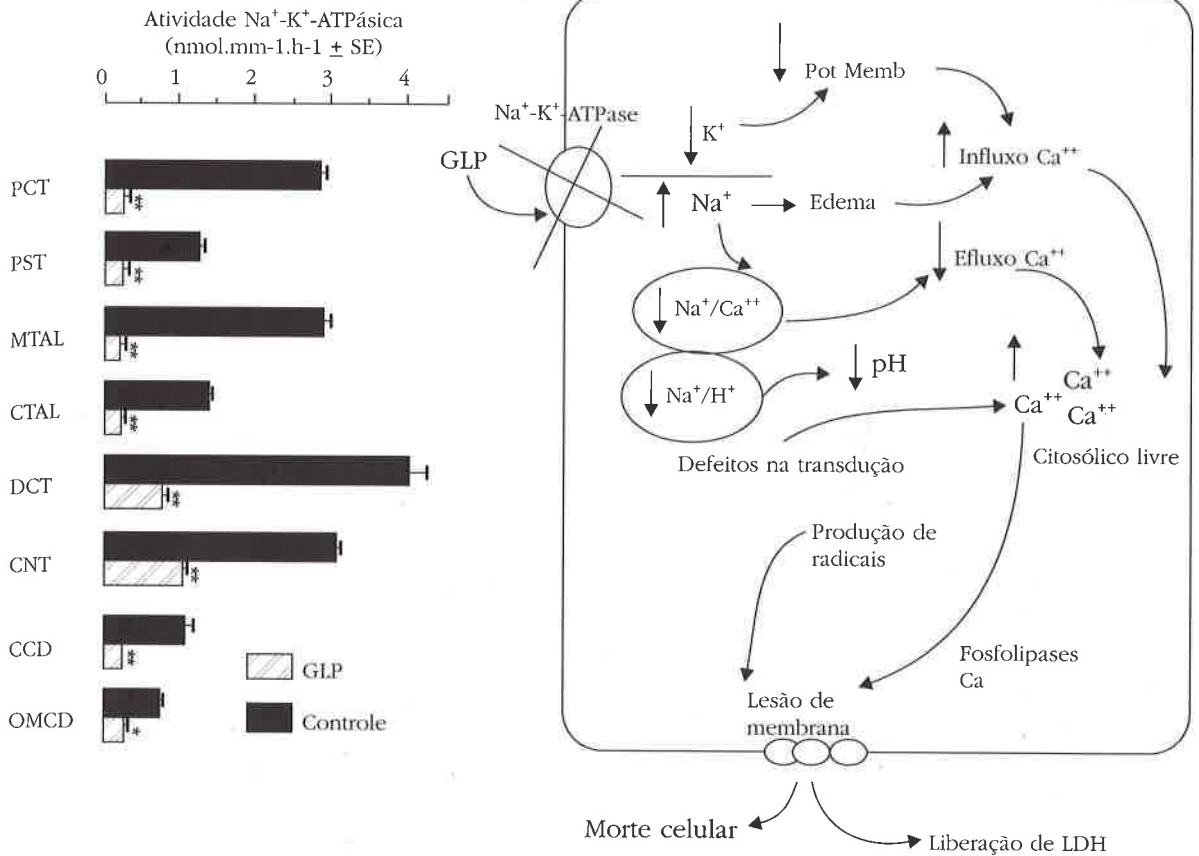 Atividade Na⁺-K⁺-ATPásica
(nmol.mm-1.h-1 ± SE)
0 1 2 3 4
PCT
**
PST
**
MTAL
**
CTAL
**
DCT
**
CNT
**
CCD
**
OMCD
*
GLP
Controle
Na⁺-K⁺-ATPase
GLP
Pot Memb
K⁺
Influxo Ca⁺⁺
Na⁺
Edema
Efluxo Ca⁺⁺
Na⁺/Ca⁺⁺
pH
Na⁺/H⁺
Ca⁺⁺
Ca⁺⁺ Ca⁺⁺
Citosólico livre
Defeitos na transdução
Produção de
radicais
Fosfolipases
Ca
Lesão de
membrana
Morte celular
Liberação de LDH